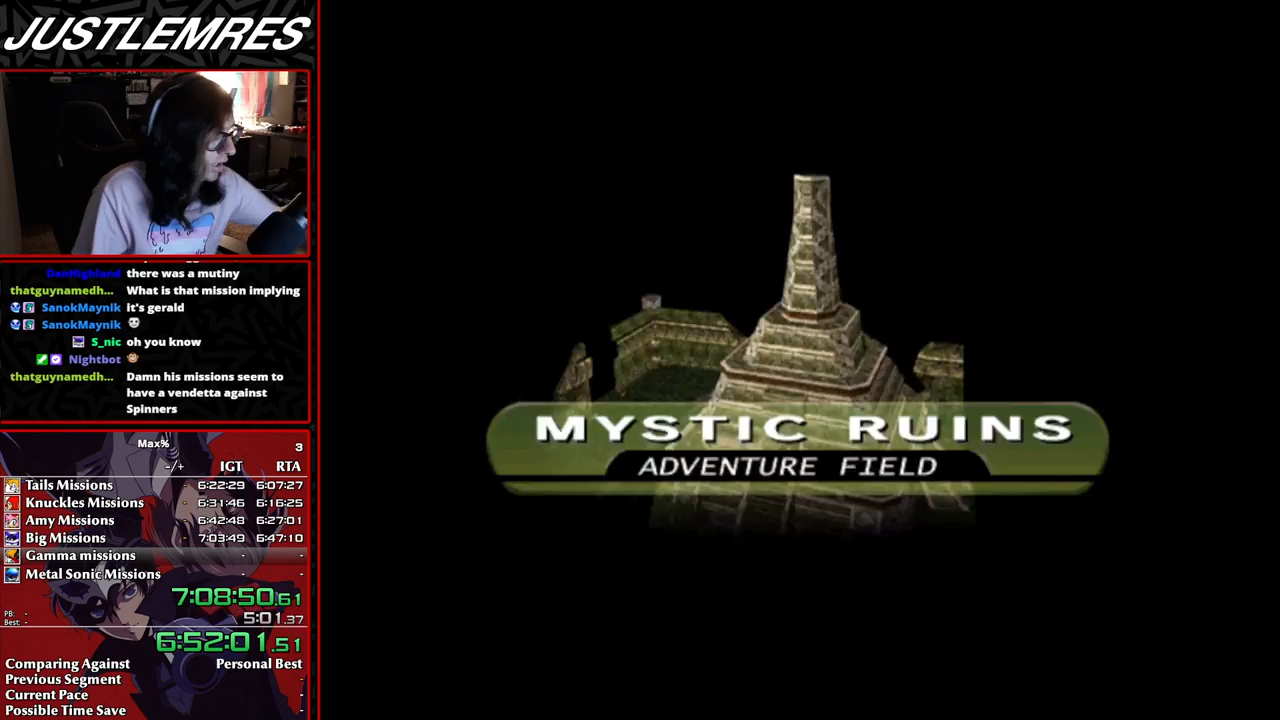 JUSTLEMRES
DanHighland there was a mutiny
thatguynamedh... What is that mission implying
SanokMaynik it's gerald
SanokMaynik
S_nic oh you know
Nightbot
thatguynamedh... Damn his missions seem to
have a vendetta against
Spinners
Max% 3
-/+ IGT RTA
Tails Missions - 6:22:29 6:07:27
Knuckles Missions - 6:31:46 6:16:25
Amy Missions - 6:42:48 6:27:01
Big Missions - 7:03:49 6:47:10
Gamma missions - -
Metal Sonic Missions - -
7:08:50.61
PB: -
Best: -
5:01.37
6:52:01.51
Comparing Against Personal Best
Previous Segment -
Current Pace -
Possible Time Save -
MYSTIC RUINS
ADVENTURE FIELD